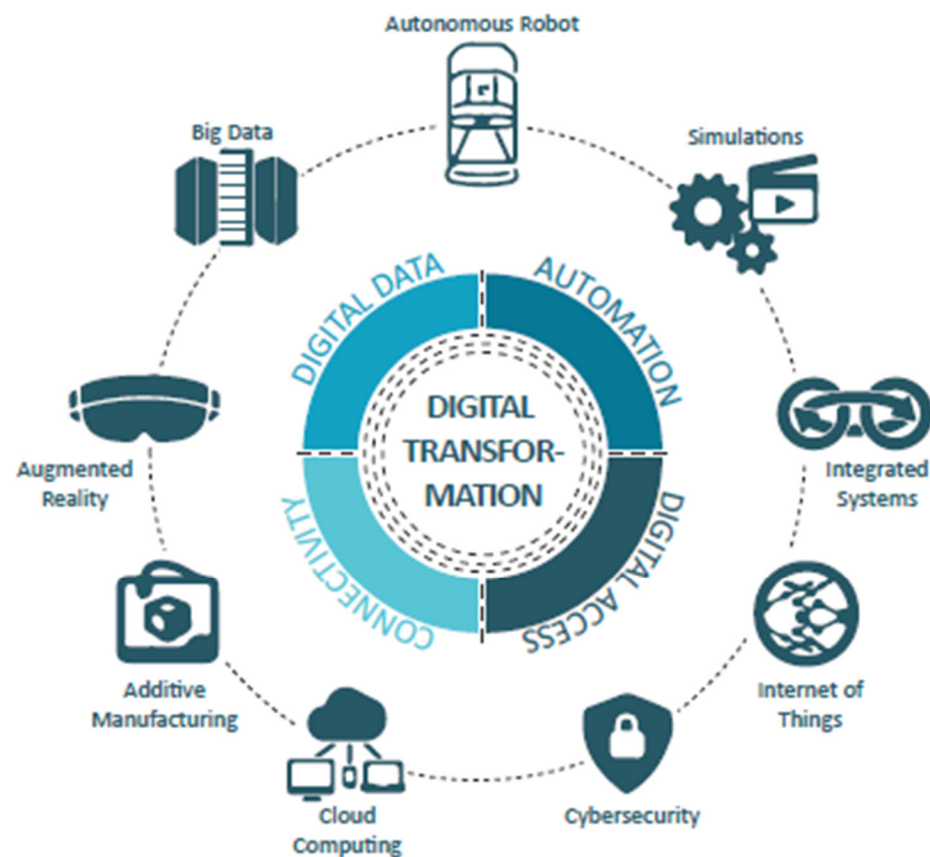 Autonomous Robot
Big Data
Simulations
DIGITAL DATA
AUTOMATION
DIGITAL
TRANSFOR-
MATION
Augmented
Reality
Integrated
Systems
CONNECTIVITY
DIGITAL ACCESS
Additive
Manufacturing
Internet of
Things
Cloud
Computing
Cybersecurity